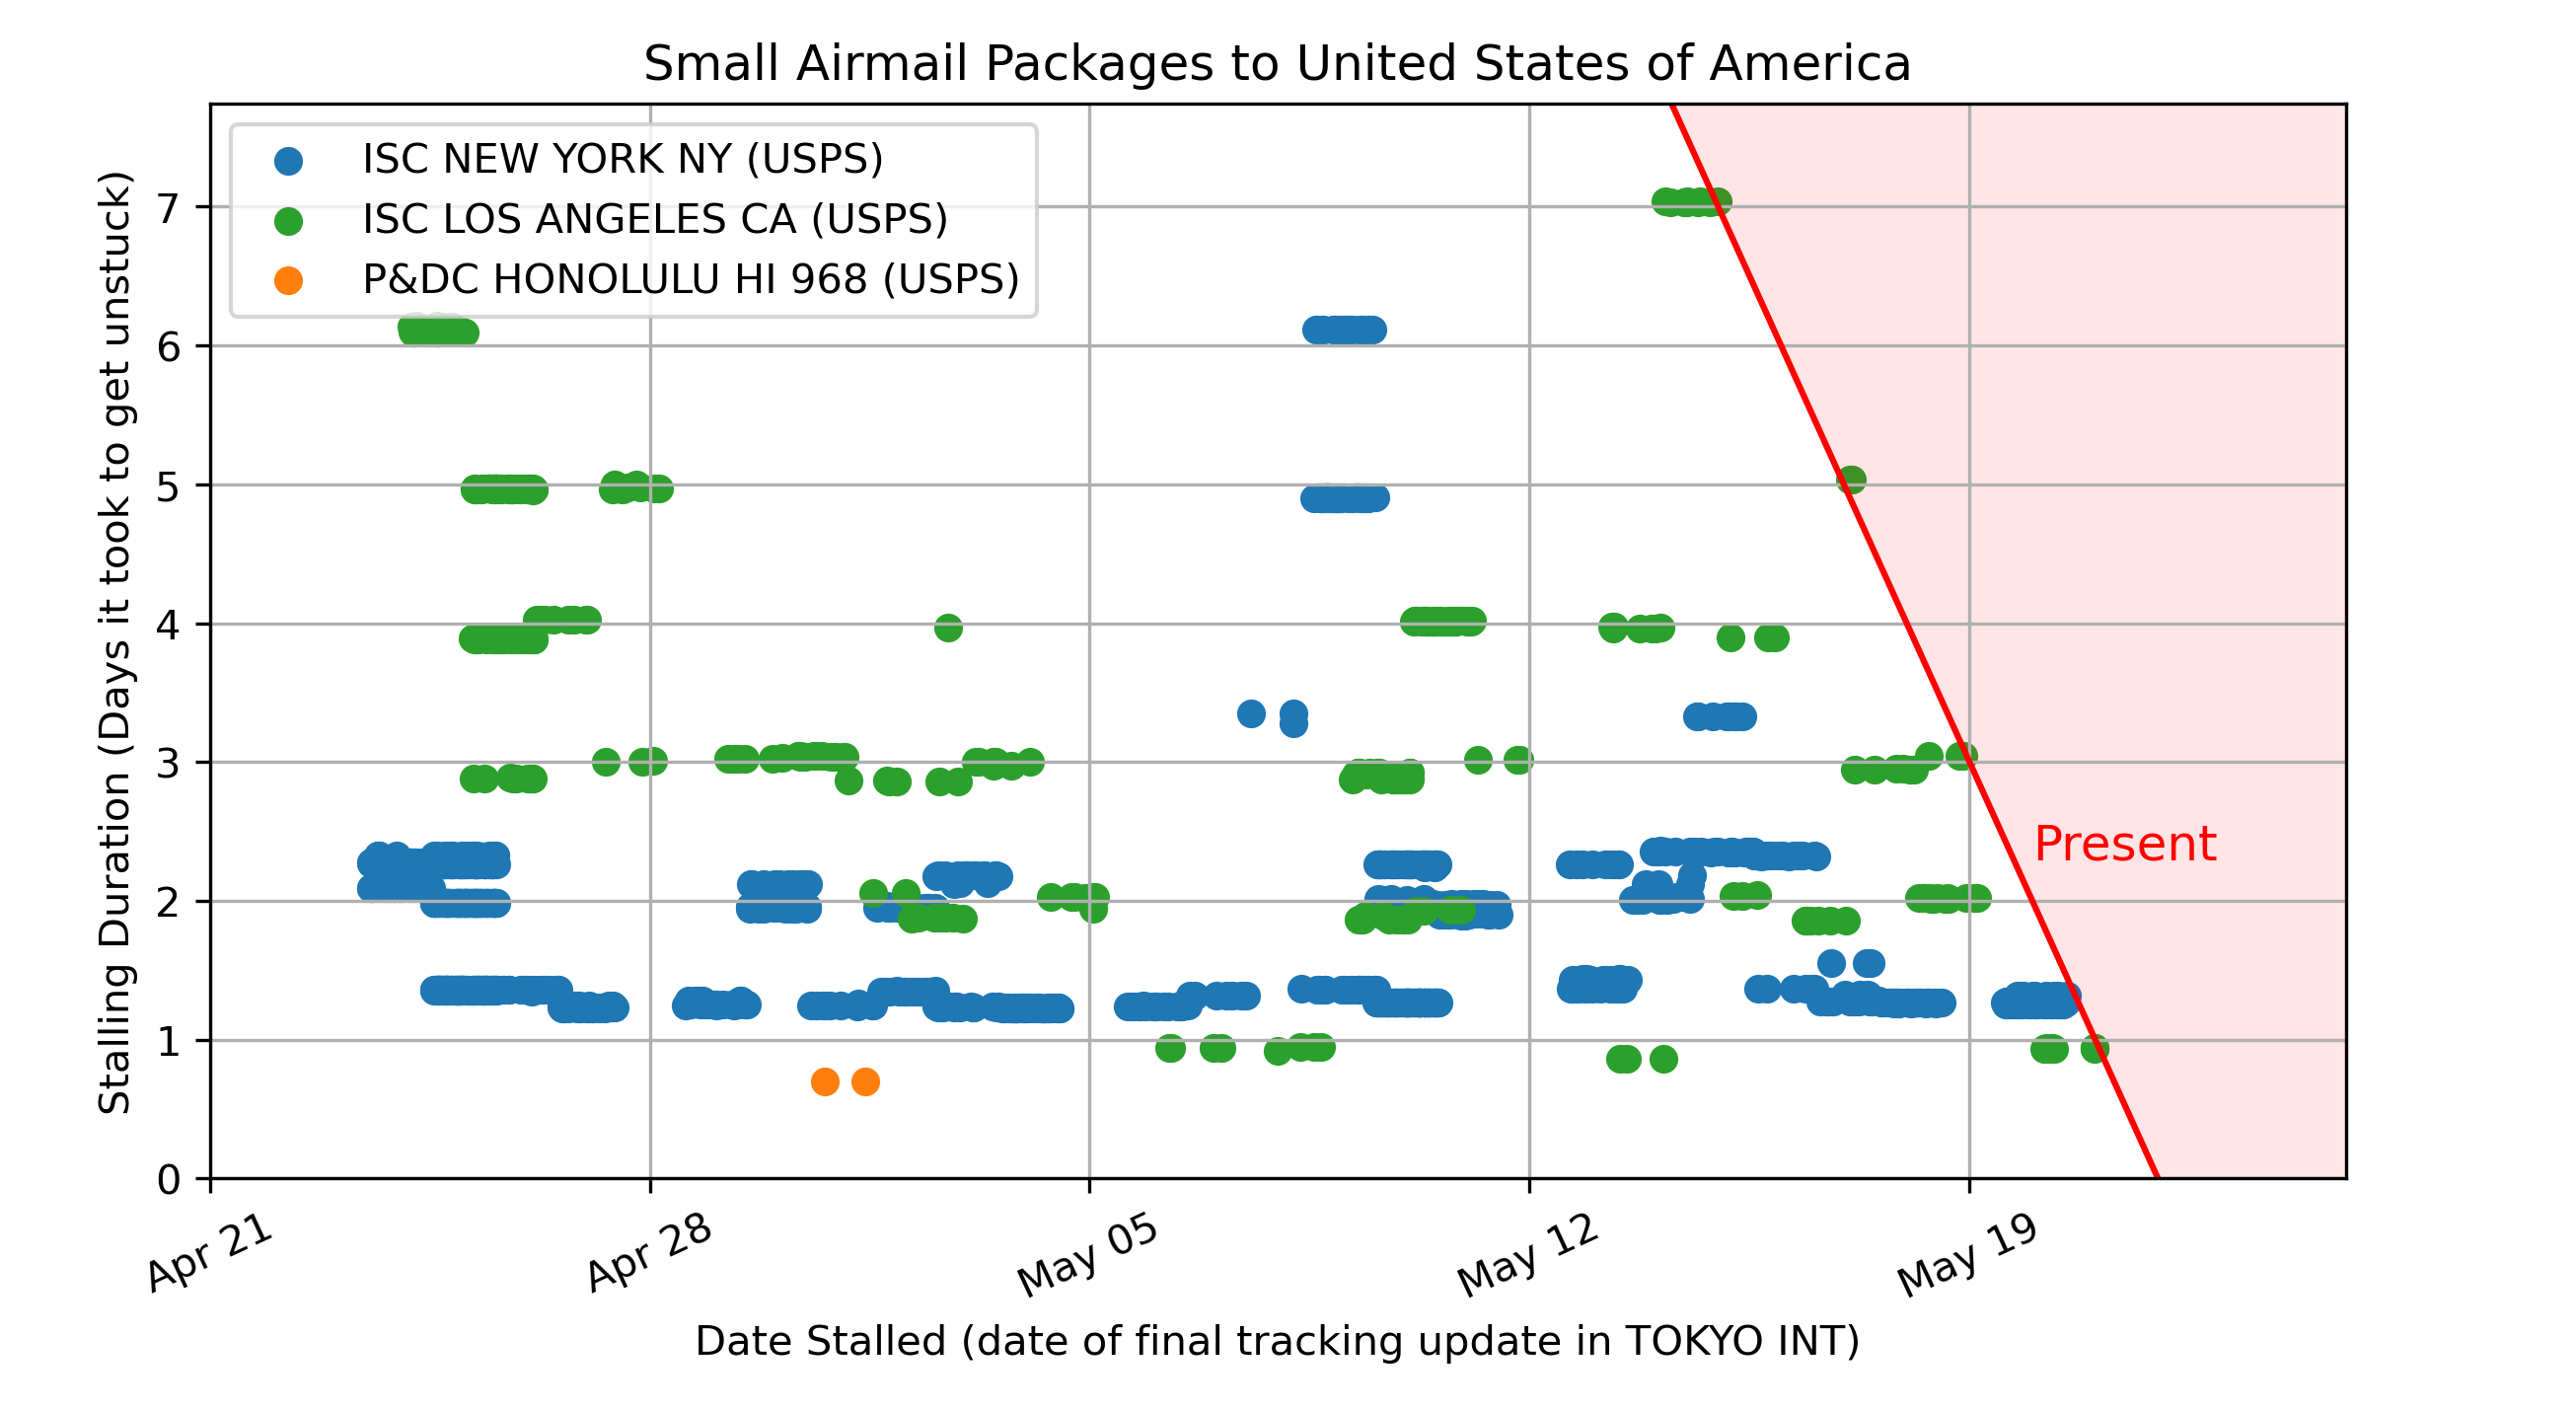 Small Airmail Packages to United States of America
ISC NEW YORK NY (USPS)
ISC LOS ANGELES CA (USPS)
P&DC HONOLULU HI 968 (USPS)
Stalling Duration (Days it took to get unstuck)
7
6
5
4
3
2
1
0
Present
Apr 21
Apr 28
May 05
May 12
May 19
Date Stalled (date of final tracking update in TOKYO INT)